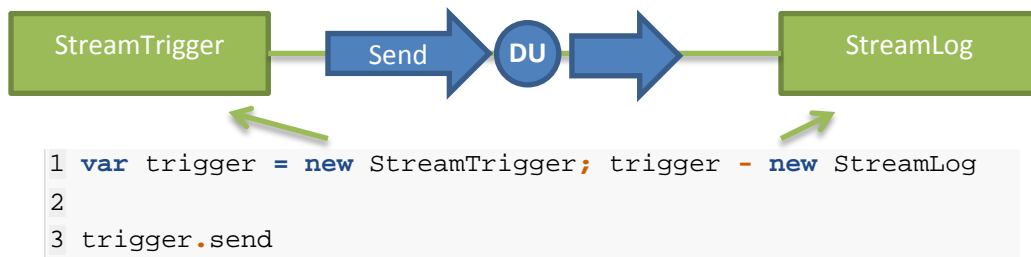 StreamTrigger Send DU StreamLog
1 var trigger = new StreamTrigger; trigger - new StreamLog
2
3 trigger.send